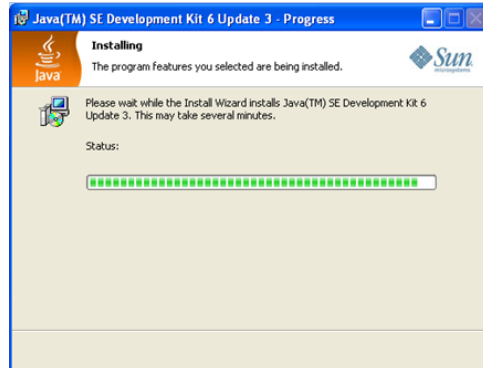 Java(TM) SE Development Kit 6 Update 3 - Progress
Installing
The program features you selected are being installed.
Java
Sun
microsystems
Please wait while the Install Wizard installs Java(TM) SE Development Kit 6
Update 3. This may take several minutes.
Status: